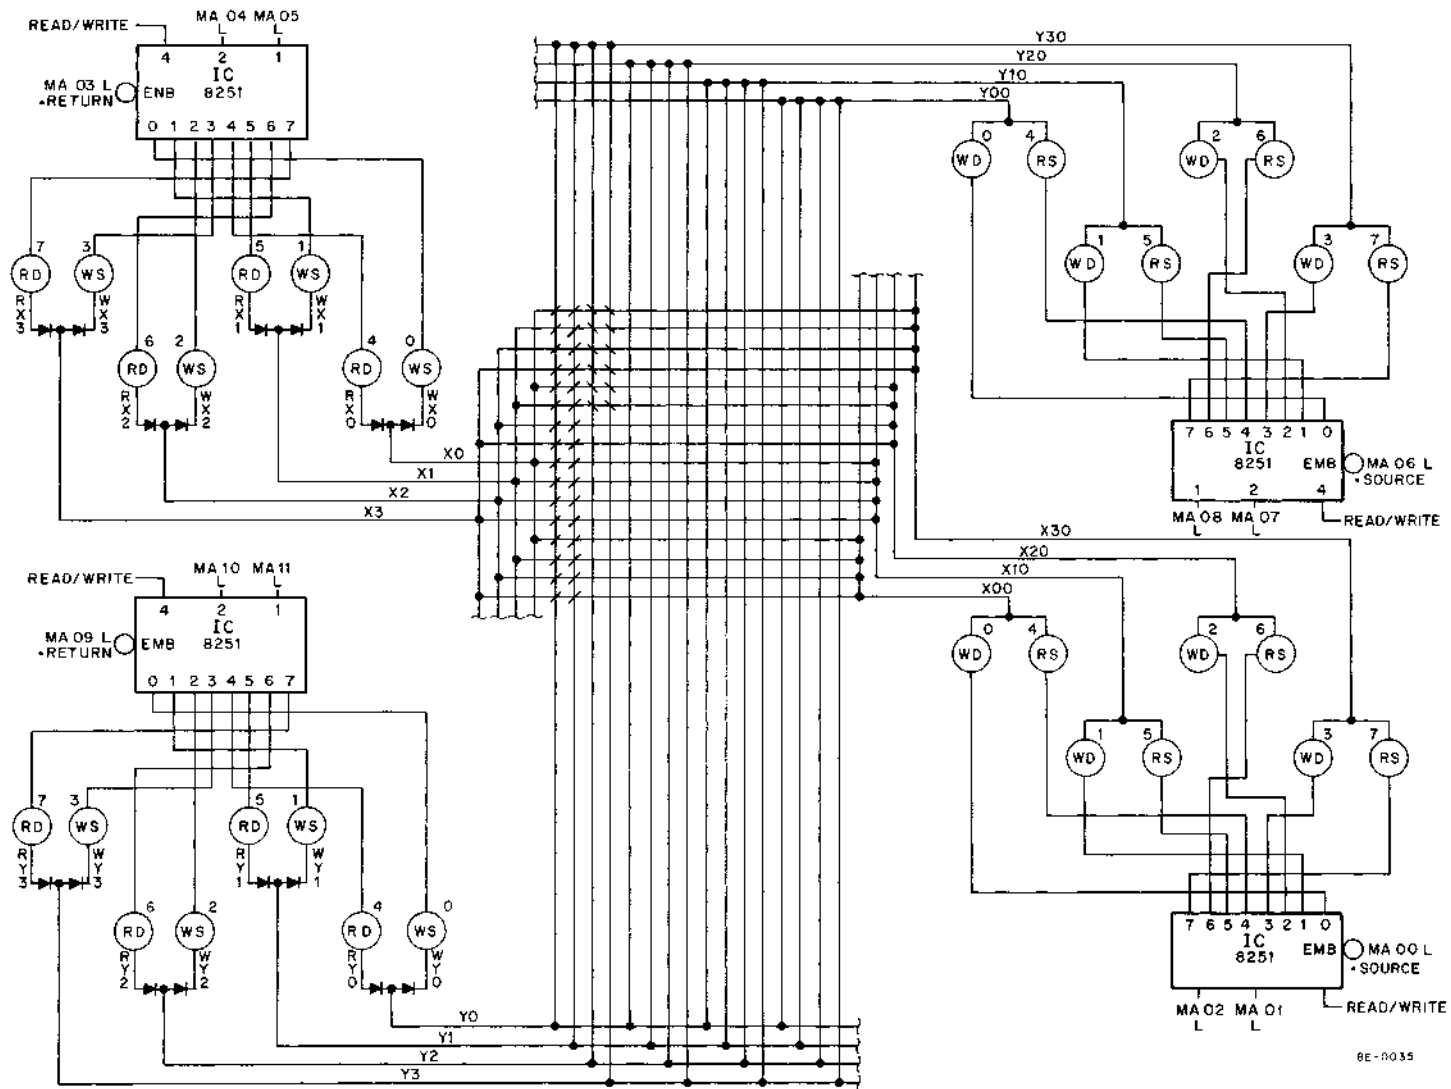 READ/WRITE
MA 04 MA 05
L L
4 2 1
IC
8251
MA 03 L
•RETURN
ENB
0 1 2 3 4 5 6 7
7 3 5 1
RD WS RD WS
RX3 WX3 RX1 WX1
6 2 4 0
RD WS RD WS
RX2 WX2 RX0 WX0
X0
X1
X2
X3
Y30
Y20
Y10
Y00
0 4 2 6
WD RS WD RS
1 5 3 7
WD RS WD RS
7 6 5 4 3 2 1 0
IC
8251
EMB
MA 06 L
• SOURCE
1 2 4
MA 08 MA 07
L L
READ/WRITE
X30
X20
X10
X00
READ/WRITE
MA 10 MA 11
L L
4 2 1
IC
8251
MA 09 L
•RETURN
EMB
0 1 2 3 4 5 6 7
7 3 5 1
RD WS RD WS
RY3 WY3 RY1 WY1
6 2 4 0
RD WS RD WS
RY2 WY2 RY0 WY0
Y0
Y1
Y2
Y3
0 4 2 6
WD RS WD RS
1 5 3 7
WD RS WD RS
7 6 5 4 3 2 1 0
IC
8251
EMB
MA 00 L
• SOURCE
MA 02 MA 01
L L
READ/WRITE
8E-0035